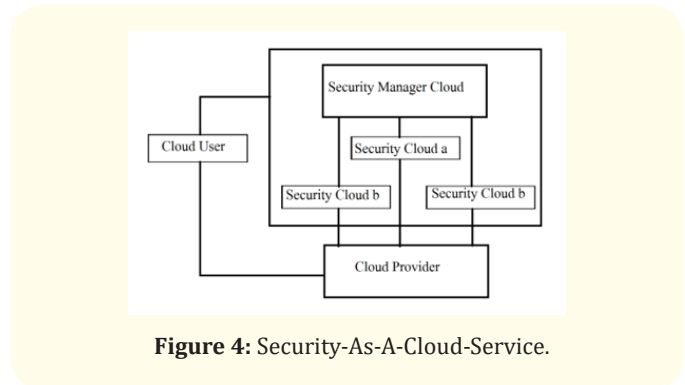 Security Manager Cloud
Cloud User
Security Cloud a
Security Cloud b
Security Cloud b
Cloud Provider
Figure 4: Security-As-A-Cloud-Service.